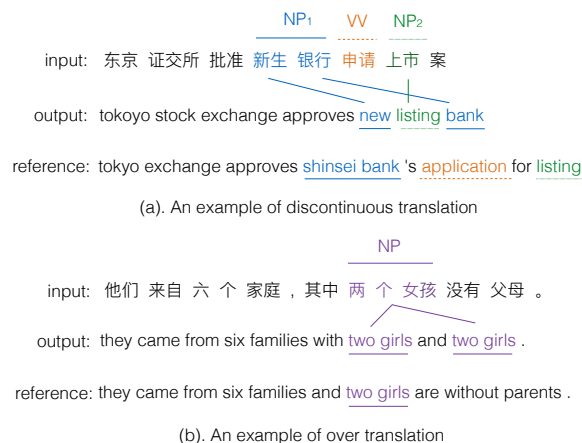 NP₁ VV NP₂
input: 东京 证交所 批准 新生 银行 申请 上市 案
output: tokoyo stock exchange approves new listing bank
reference: tokyo exchange approves shinsei bank 's application for listing
(a). An example of discontinuous translation
NP
input: 他们 来自 六 个 家庭 , 其中 两 个 女孩 没有 父母 。
output: they came from six families with two girls and two girls .
reference: they came from six families and two girls are without parents .
(b). An example of over translation